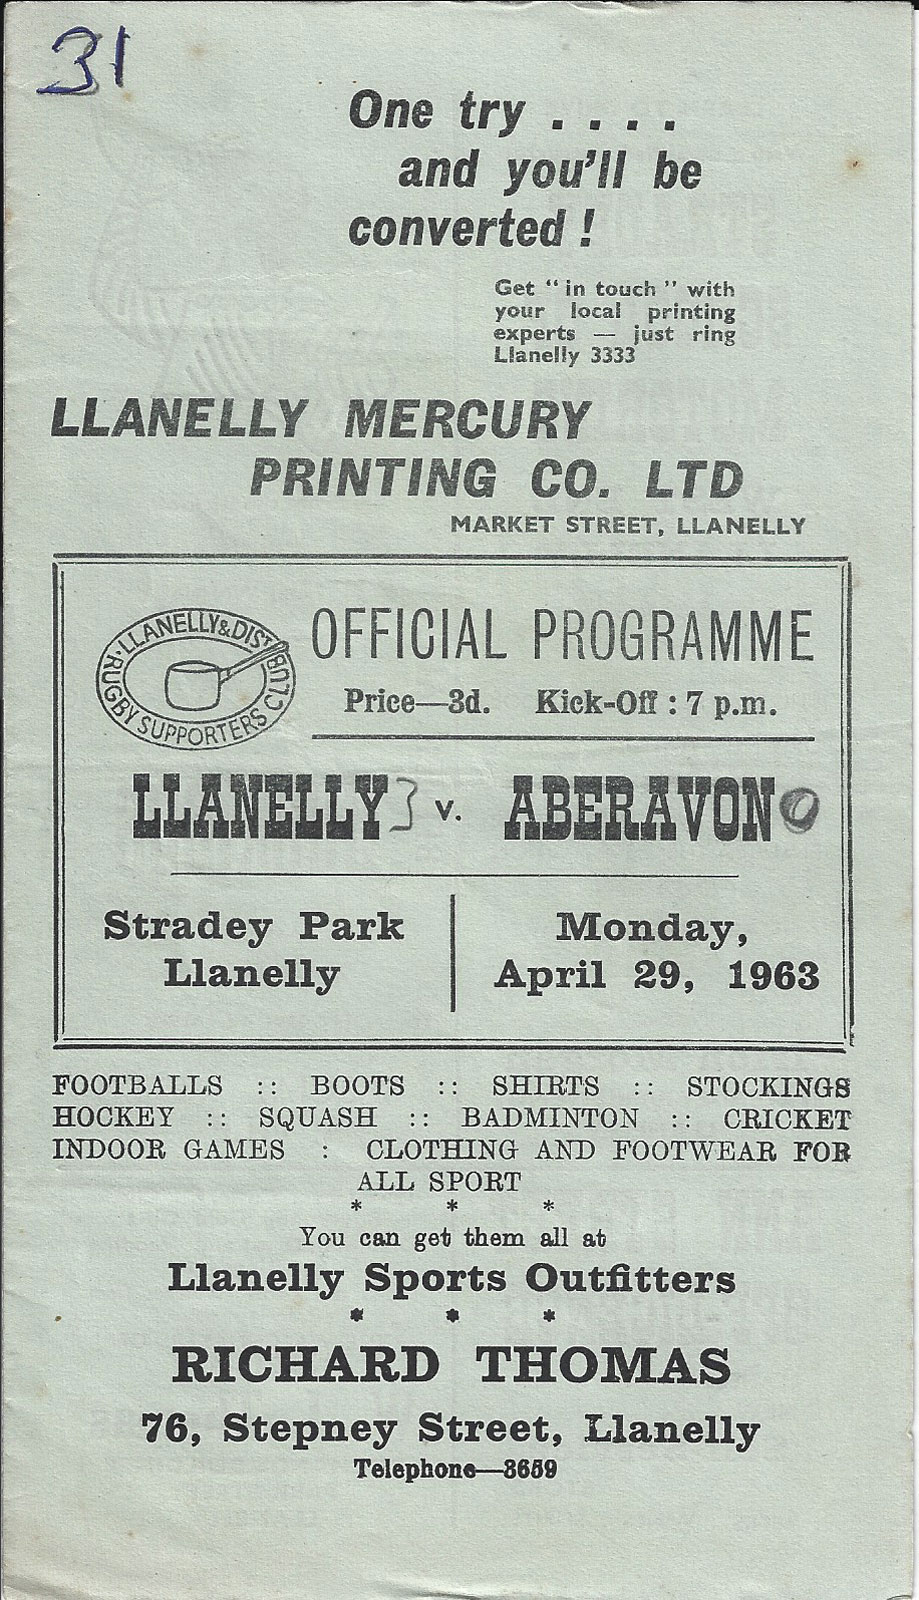 31
One try . . . .
and you'll be
converted !
Get " in touch " with
your local printing
experts — just ring
Llanelly 3333
LLANELLY MERCURY
PRINTING CO. LTD
MARKET STREET, LLANELLY
LLANELLY & DIST. RUGBY SUPPORTERS CLUB
OFFICIAL PROGRAMME
Price—3d. Kick-Off : 7 p.m.
LLANELLY 3 v. ABERAVON 0
Stradey Park
Llanelly
Monday,
April 29, 1963
FOOTBALLS :: BOOTS :: SHIRTS :: STOCKINGS
HOCKEY :: SQUASH :: BADMINTON :: CRICKET
INDOOR GAMES : CLOTHING AND FOOTWEAR FOR
ALL SPORT
* * *
You can get them all at
Llanelly Sports Outfitters
* * *
RICHARD THOMAS
76, Stepney Street, Llanelly
Telephone—3659